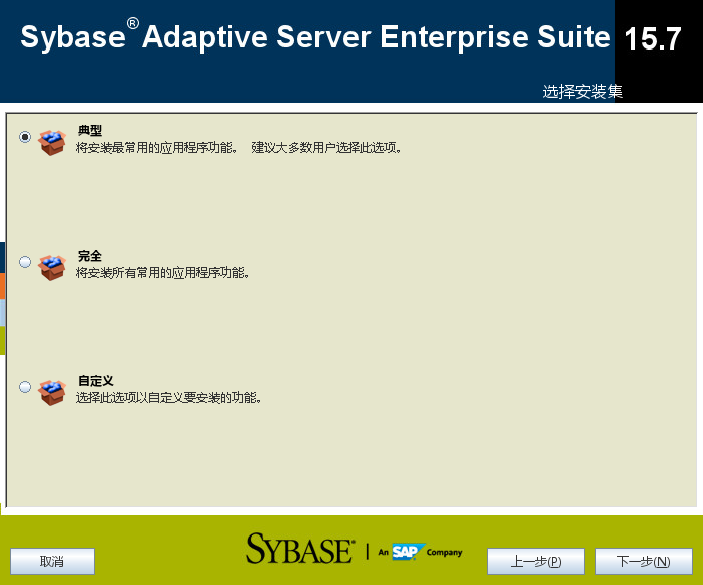 Sybase® Adaptive Server Enterprise Suite 15.7
选择安装集
典型
将安装最常用的应用程序功能。 建议大多数用户选择此选项。
完全
将安装所有常用的应用程序功能。
自定义
选择此选项以自定义要安装的功能。
SYBASE® | An SAP Company
取消
上一步(P)
下一步(N)